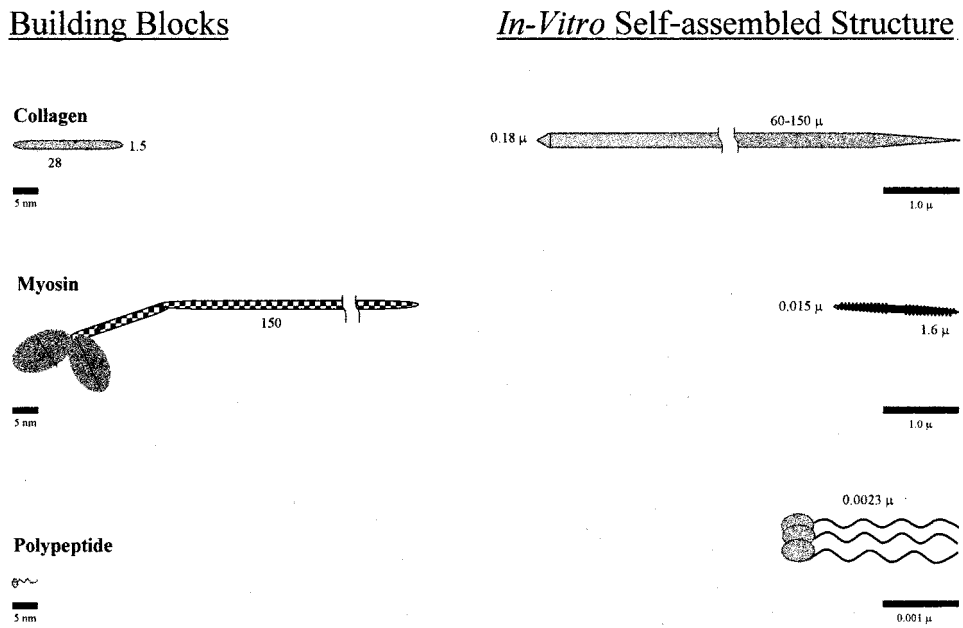 Building Blocks
In-Vitro Self-assembled Structure
Collagen
1.5
28
5 nm
0.18 μ
60-150 μ
1.0 μ
Myosin
150
5 nm
0.015 μ
1.6 μ
1.0 μ
Polypeptide
5 nm
0.0023 μ
0.001 μ